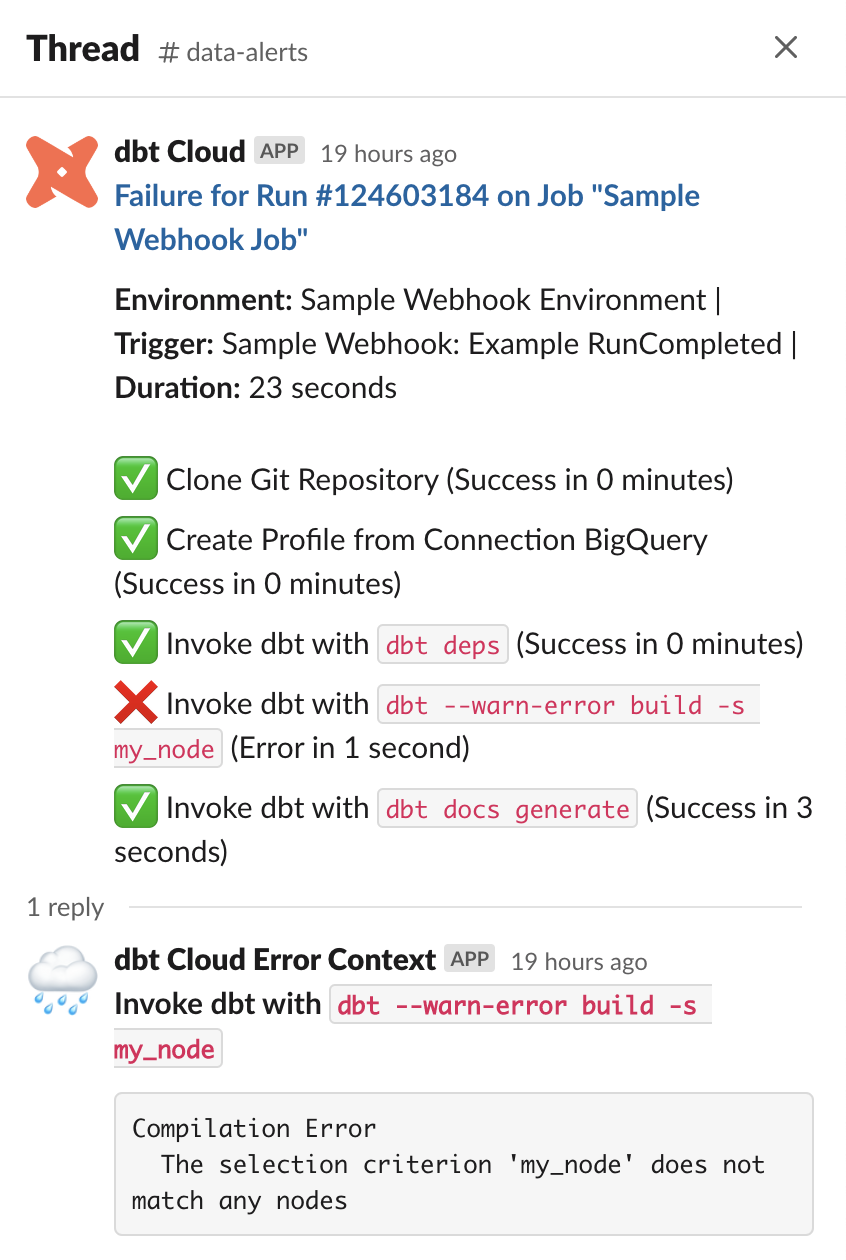 Thread # data-alerts
dbt Cloud APP 19 hours ago
Failure for Run #124603184 on Job "Sample
Webhook Job"
Environment: Sample Webhook Environment |
Trigger: Sample Webhook: Example RunCompleted |
Duration: 23 seconds
Clone Git Repository (Success in 0 minutes)
Create Profile from Connection BigQuery
(Success in 0 minutes)
Invoke dbt with dbt deps (Success in 0 minutes)
Invoke dbt with dbt --warn-error build -s
my_node (Error in 1 second)
Invoke dbt with dbt docs generate (Success in 3
seconds)
1 reply
dbt Cloud Error Context APP 19 hours ago
Invoke dbt with dbt --warn-error build -s
my_node
Compilation Error
The selection criterion 'my_node' does not
match any nodes